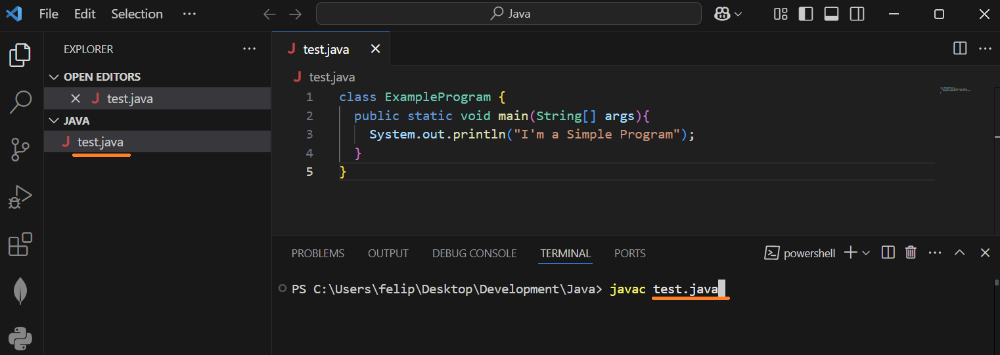 File Edit Selection ··· Java
EXPLORER ···
OPEN EDITORS
J test.java
JAVA
J test.java
J test.java
J test.java
1 class ExampleProgram {
2 public static void main(String[] args){
3 System.out.println("I'm a Simple Program");
4 }
5 }
PROBLEMS OUTPUT DEBUG CONSOLE TERMINAL PORTS powershell
PS C:\Users\felip\Desktop\Development\Java> javac test.java